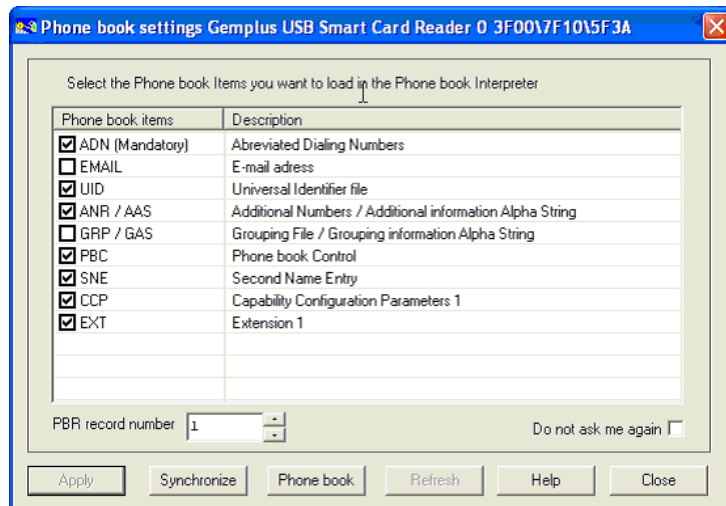 Phone book settings Gemplus USB Smart Card Reader 0 3F00\7F10\5F3A
Select the Phone book Items you want to load in the Phone book Interpreter
Phone book items Description
ADN (Mandatory) Abreviated Dialing Numbers
EMAIL E-mail adress
UID Universal Identifier file
ANR / AAS Additional Numbers / Additional information Alpha String
GRP / GAS Grouping File / Grouping information Alpha String
PBC Phone book Control
SNE Second Name Entry
CCP Capability Configuration Parameters 1
EXT Extension 1
PBR record number 1 Do not ask me again
Apply Synchronize Phone book Refresh Help Close